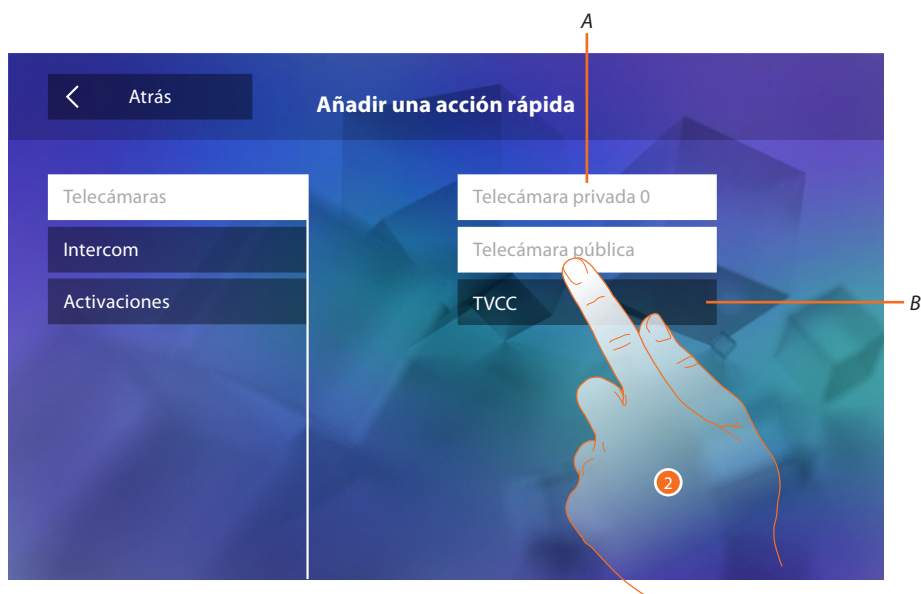 A
Atrás
Añadir una acción rápida
Telecámaras
Telecámara privada 0
Intercom
Telecámara pública
Activaciones
TVCC
B
2